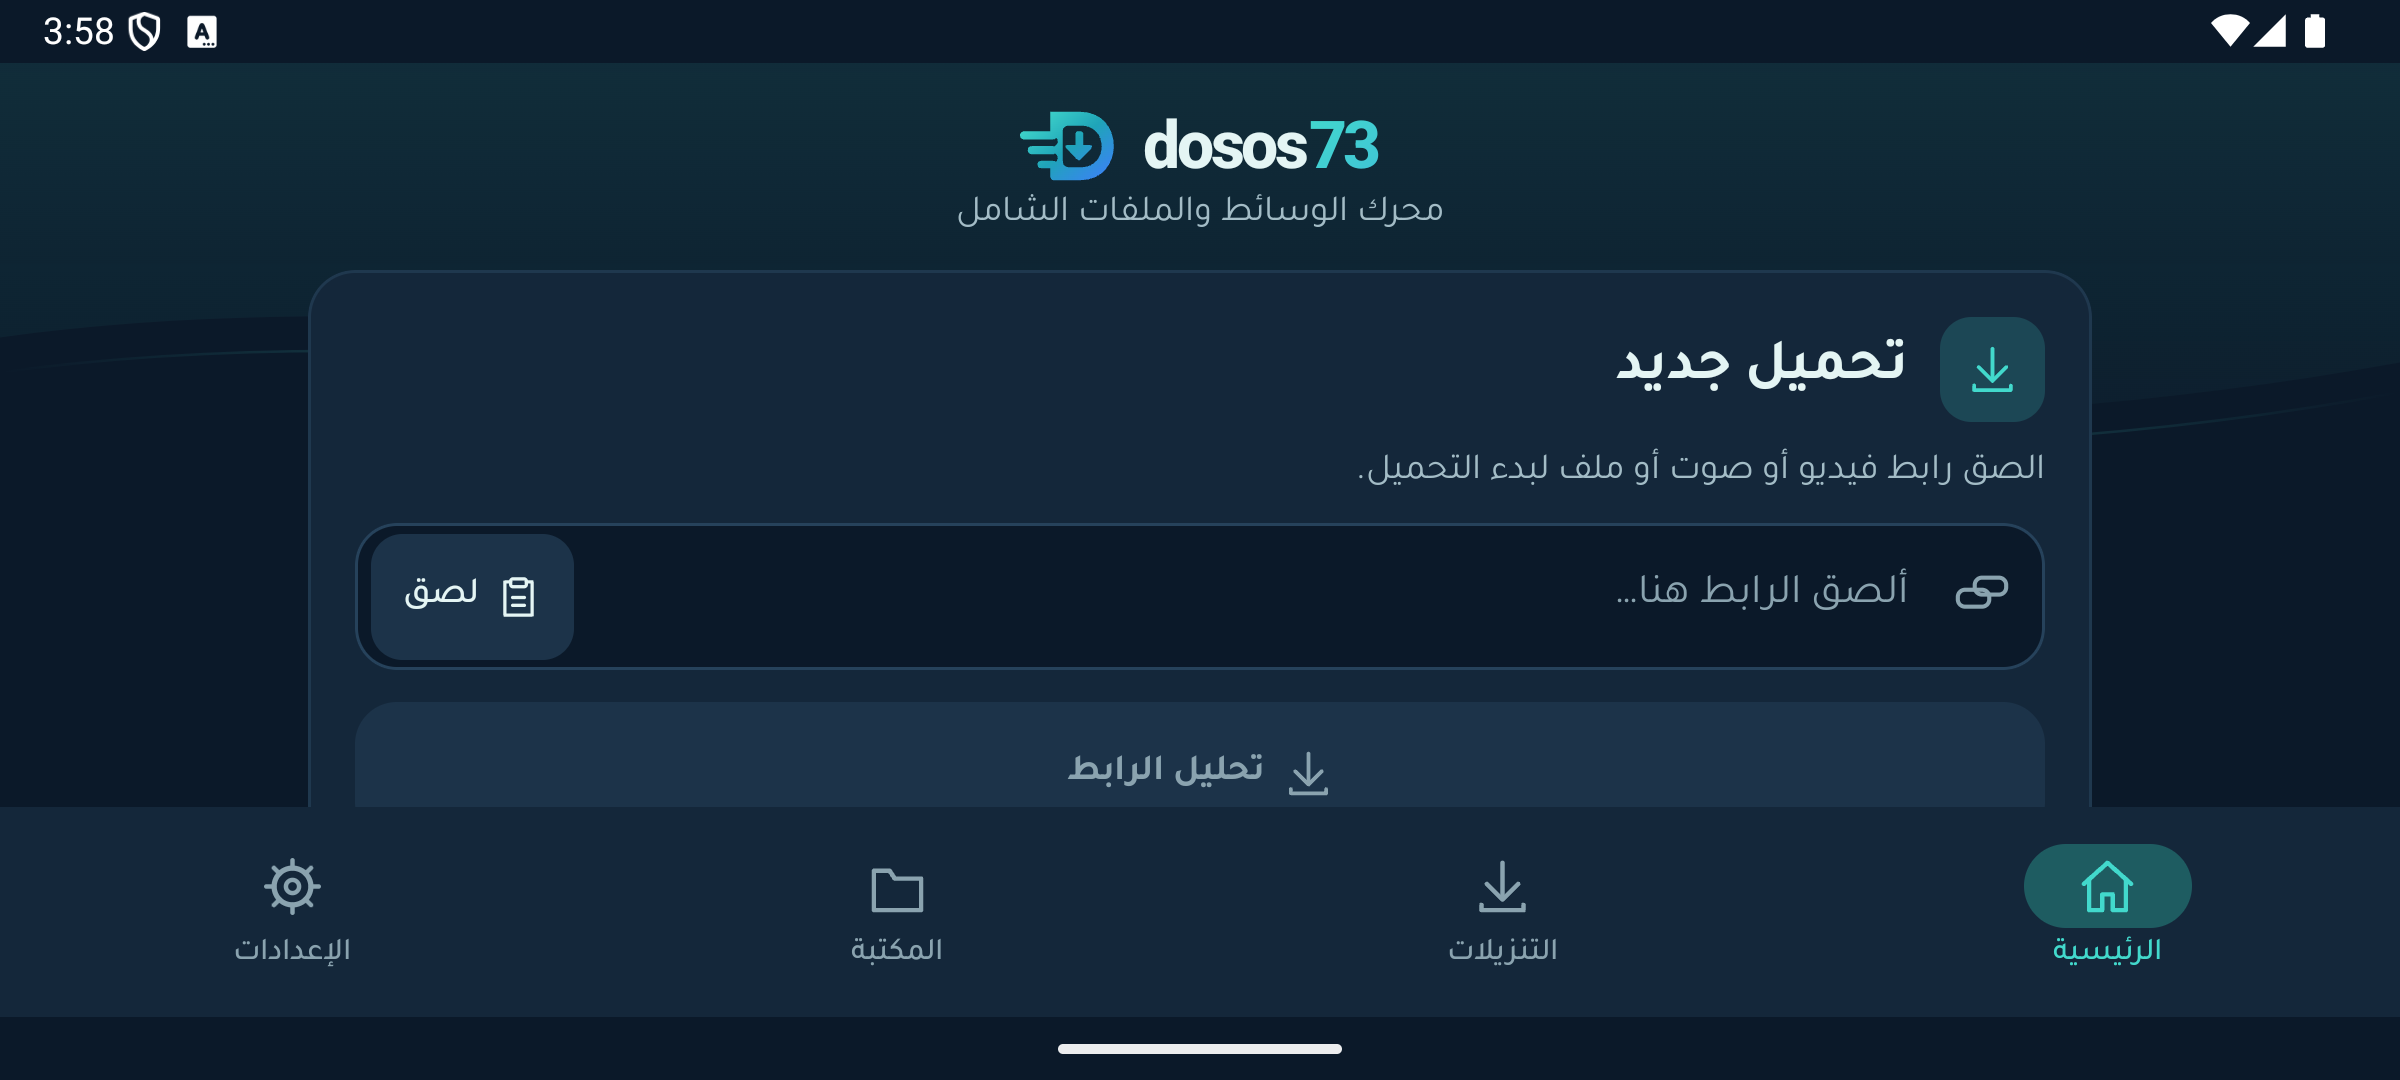 3:58
dosos73
محرك الوسائط والملفات الشامل
تحميل جديد
الصق رابط فيديو أو صوت أو ملف لبدء التحميل.
ألصق الرابط هنا...
لصق
تحليل الرابط
الرئيسية
التنزيلات
المكتبة
الإعدادات